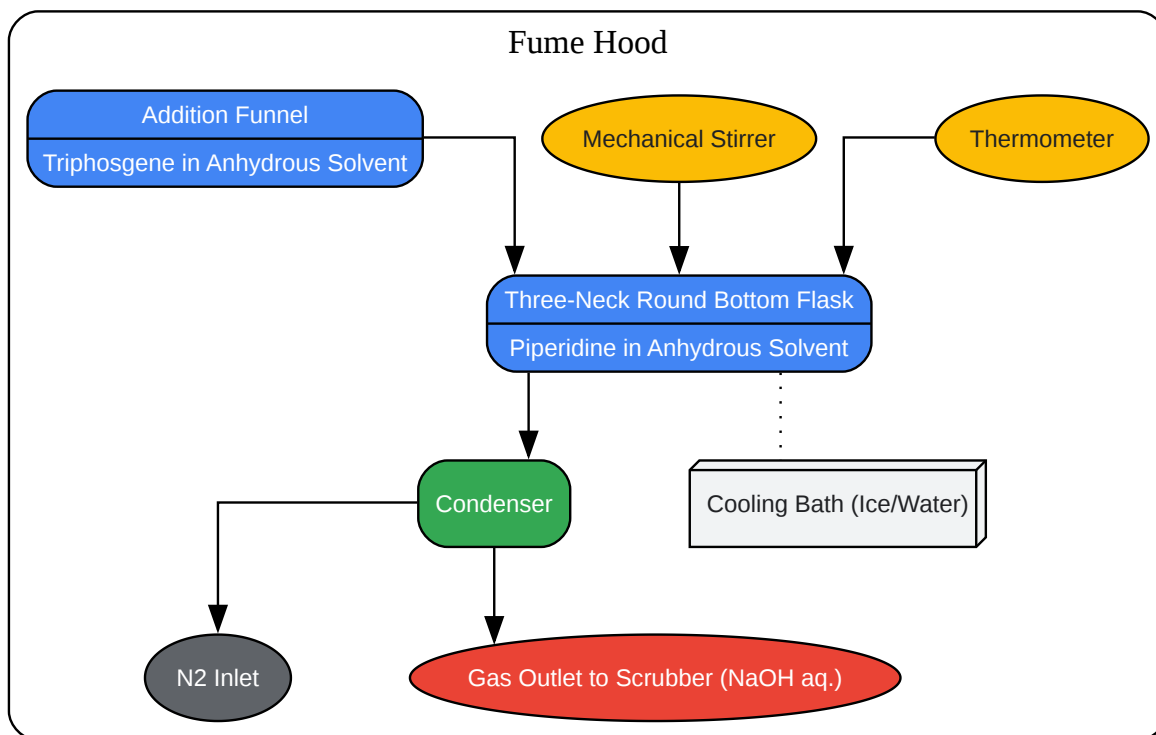 Fume Hood
Addition Funnel
Triphosgene in Anhydrous Solvent
Mechanical Stirrer
Thermometer
Three-Neck Round Bottom Flask
Piperidine in Anhydrous Solvent
Condenser
Cooling Bath (Ice/Water)
N2 Inlet
Gas Outlet to Scrubber (NaOH aq.)